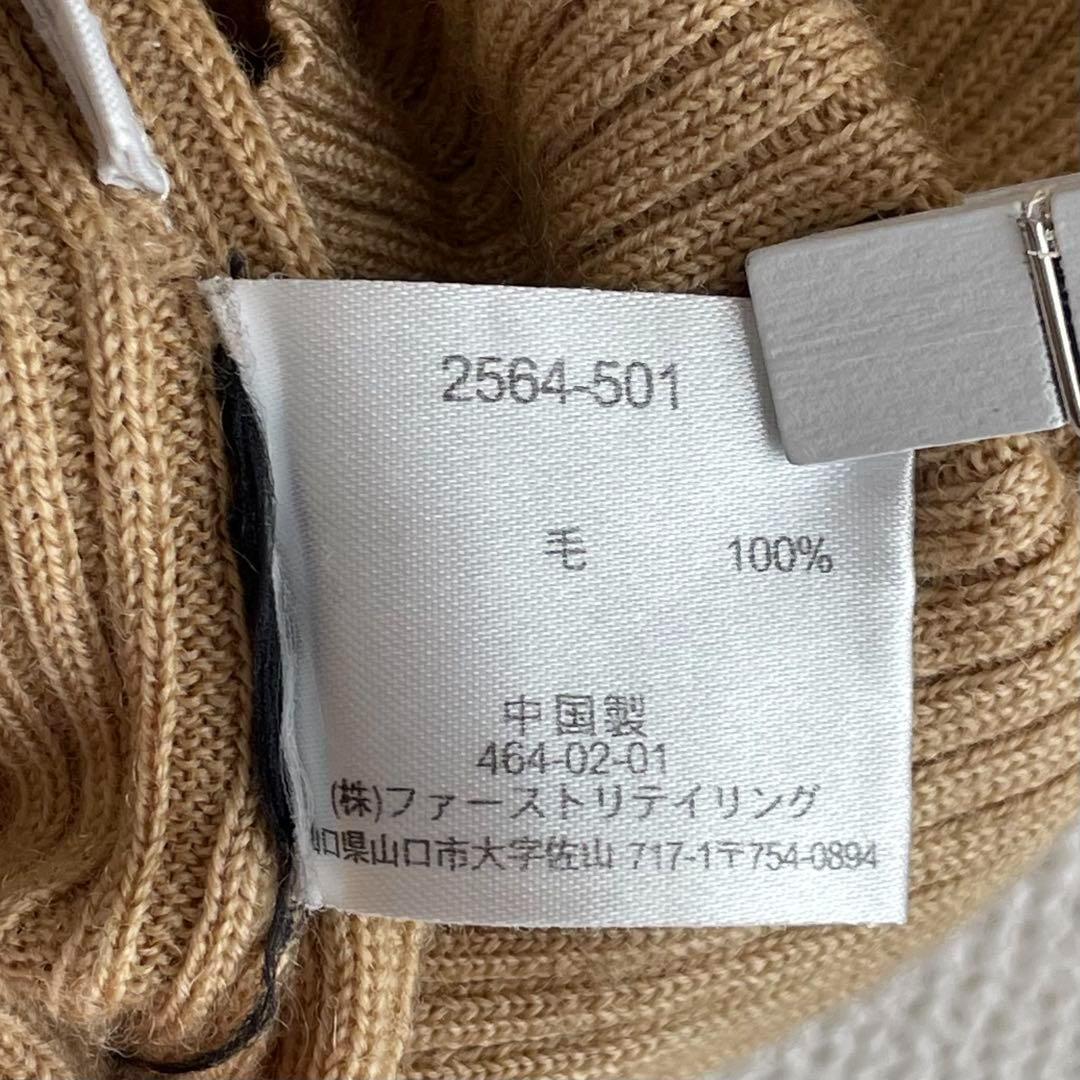 2564-501
毛 100%
中国製
464-02-01
(株)ファーストリテイリング
山口県山口市大字佐山 717-1〒754-0894